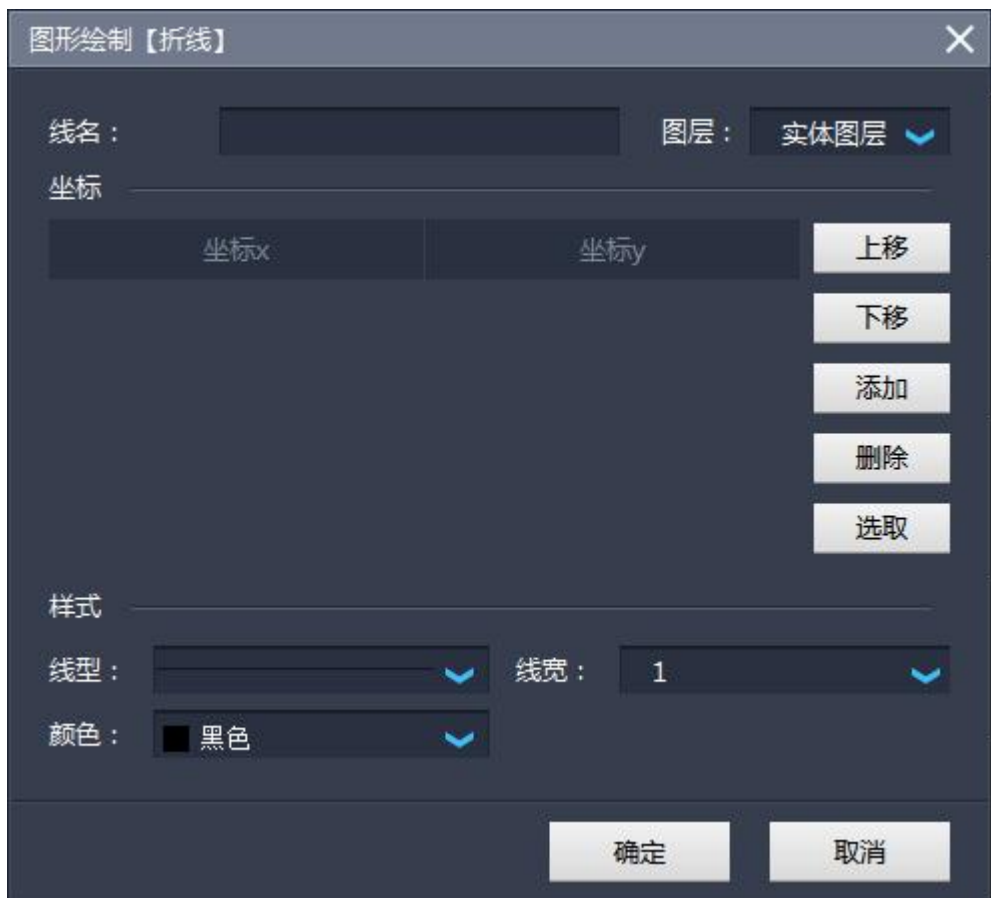 图形绘制【折线】
线名： 图层： 实体图层
坐标
坐标x 坐标y 上移
下移
添加
删除
选取
样式
线型： 线宽： 1
颜色： 黑色
确定 取消